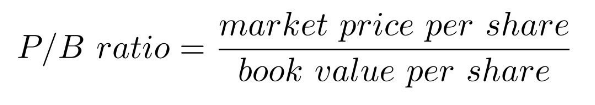 P/B ratio = market price per share
book value per share